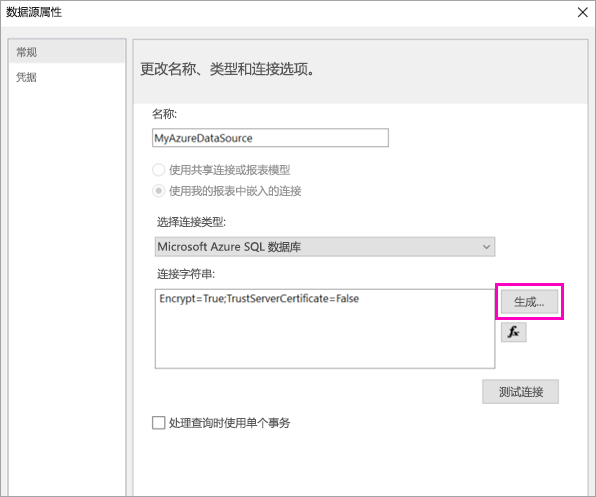 数据源属性
常规
凭据
更改名称、类型和连接选项。
名称:
MyAzureDataSource
使用共享连接或报表模型
使用我的报表中嵌入的连接
选择连接类型:
Microsoft Azure SQL 数据库
连接字符串:
Encrypt=True;TrustServerCertificate=False
生成...
fx
测试连接
处理查询时使用单个事务